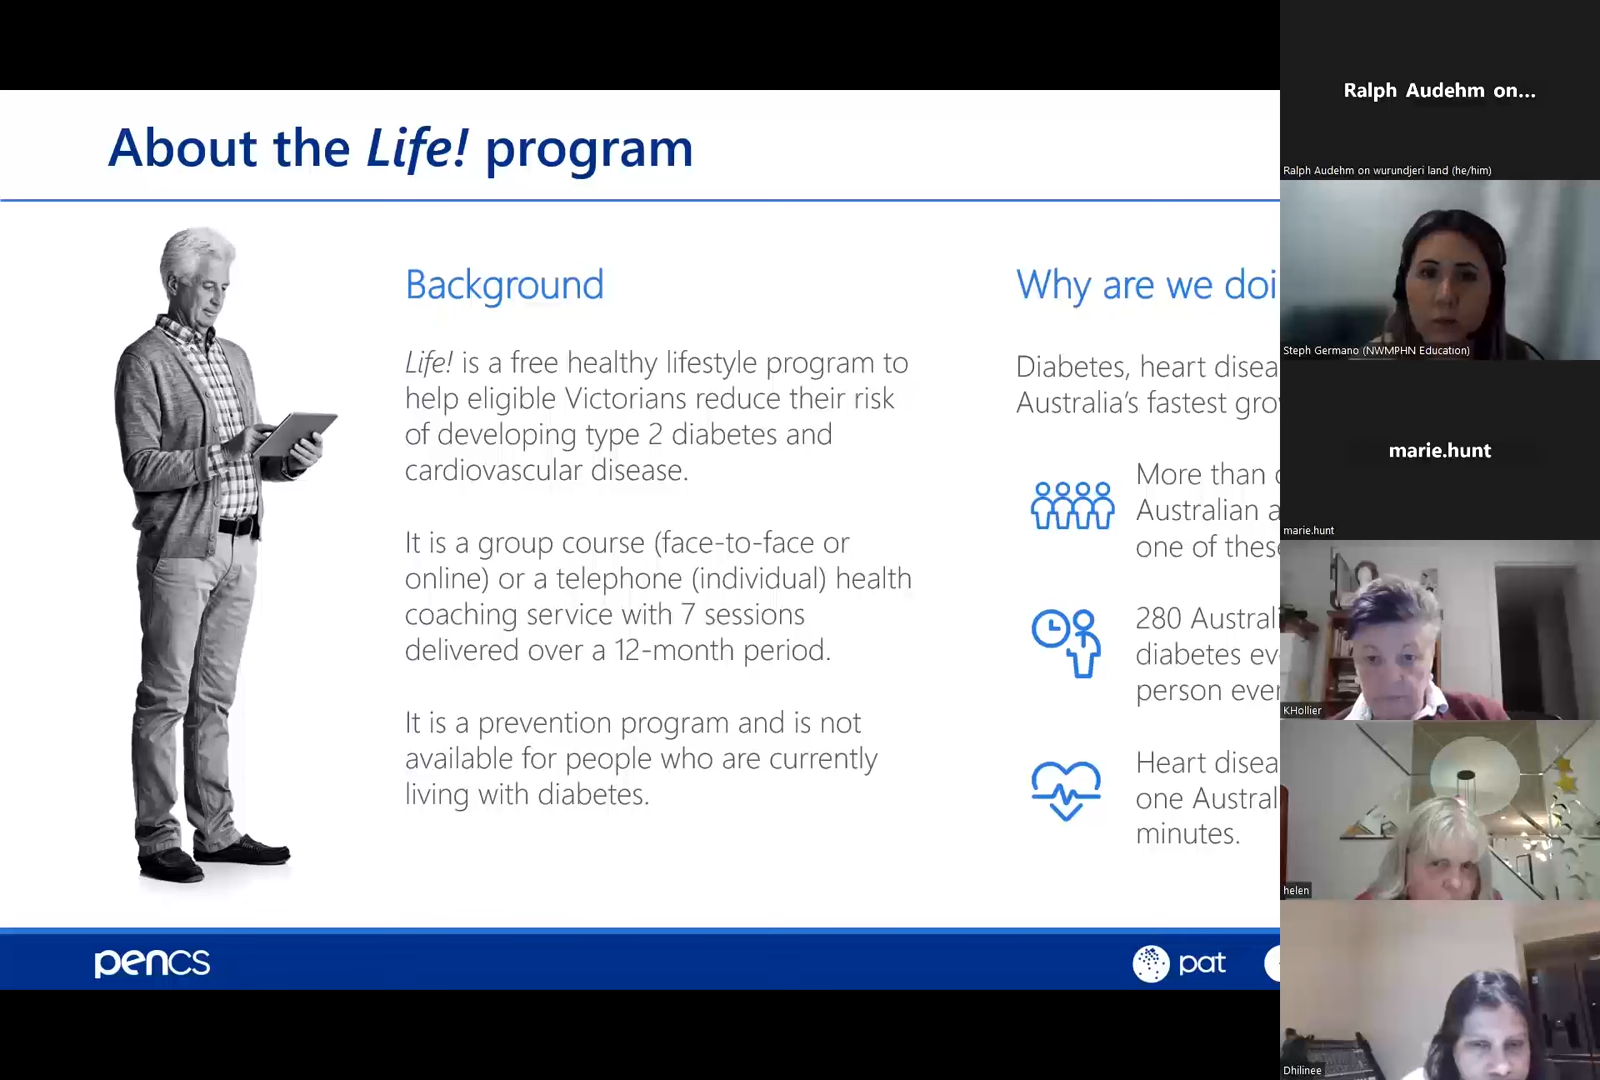 About the Life! program
Background
Life! is a free healthy lifestyle program to
help eligible Victorians reduce their risk
of developing type 2 diabetes and
cardiovascular disease.
It is a group course (face-to-face or
online) or a telephone (individual) health
coaching service with 7 sessions
delivered over a 12-month period.
It is a prevention program and is not
available for people who are currently
living with diabetes.
Why are we doi
Diabetes, heart disea
Australia's fastest gro
More than
Australian a
one of these
280 Austral
diabetes ev
person ever
Heart disea
one Austral
minutes.
pencs
pat
Ralph Audehm on...
Ralph Audehm on wurundjeri land (he/him)
Steph Germano (NWMPHN Education)
marie.hunt
marie.hunt
KHollier
helen
Dhilinee